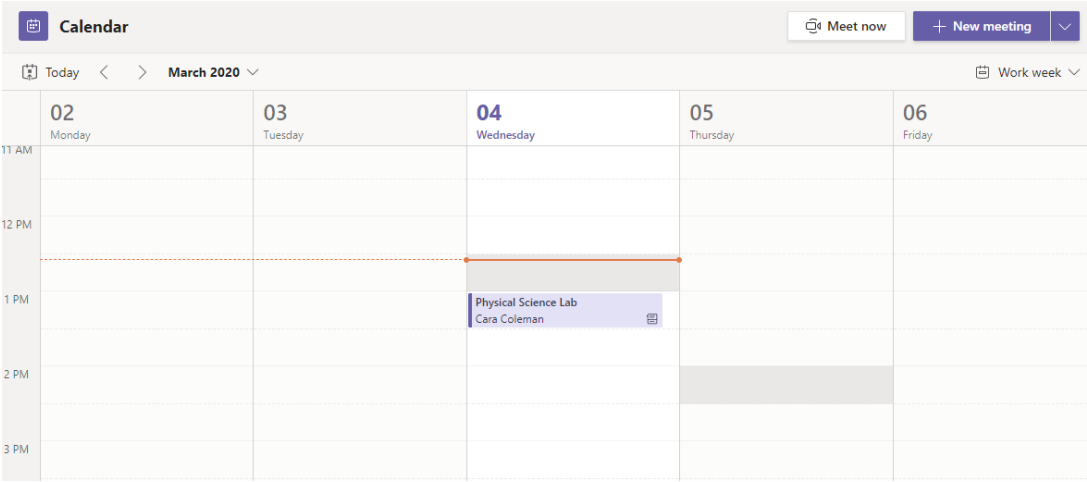 Calendar
Meet now
New meeting
Today
March 2020
Work week
02
Monday
03
Tuesday
04
Wednesday
05
Thursday
06
Friday
11 AM
12 PM
1 PM
Physical Science Lab
Cara Coleman
2 PM
3 PM